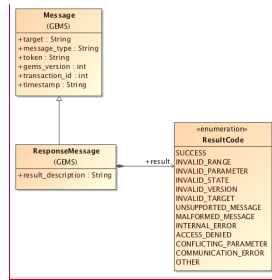 Message
(GEMS)
+target : String
+message_type : String
+token : String
+gems_version : int
+transaction_id : int
+timestamp : String
ResponseMessage
(GEMS)
+result_description : String
+result
«enumeration»
ResultCode
SUCCESS
INVALID_RANGE
INVALID_PARAMETER
INVALID_STATE
INVALID_VERSION
INVALID_TARGET
UNSUPPORTED_MESSAGE
MALFORMED_MESSAGE
INTERNAL_ERROR
ACCESS_DENIED
CONFLICTING_PARAMETER
COMMUNICATION_ERROR
OTHER